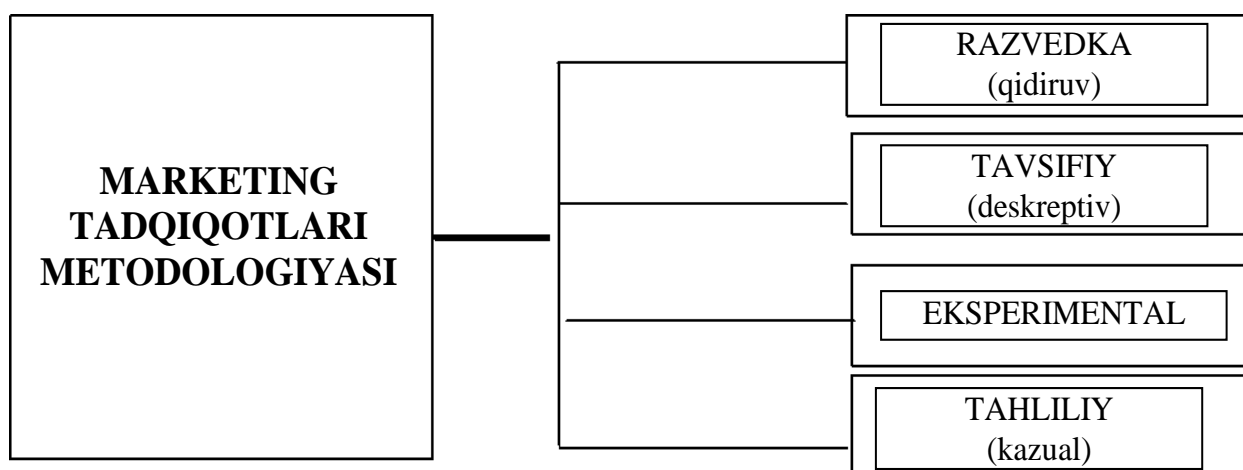 MARKETING
TADQIQOTLARI
METODOLOGIYASI
RAZVEDKA
(qidiruv)
TAVSIFIY
(deskreptiv)
EKSPERIMENTAL
TAHLILIY
(kazual)